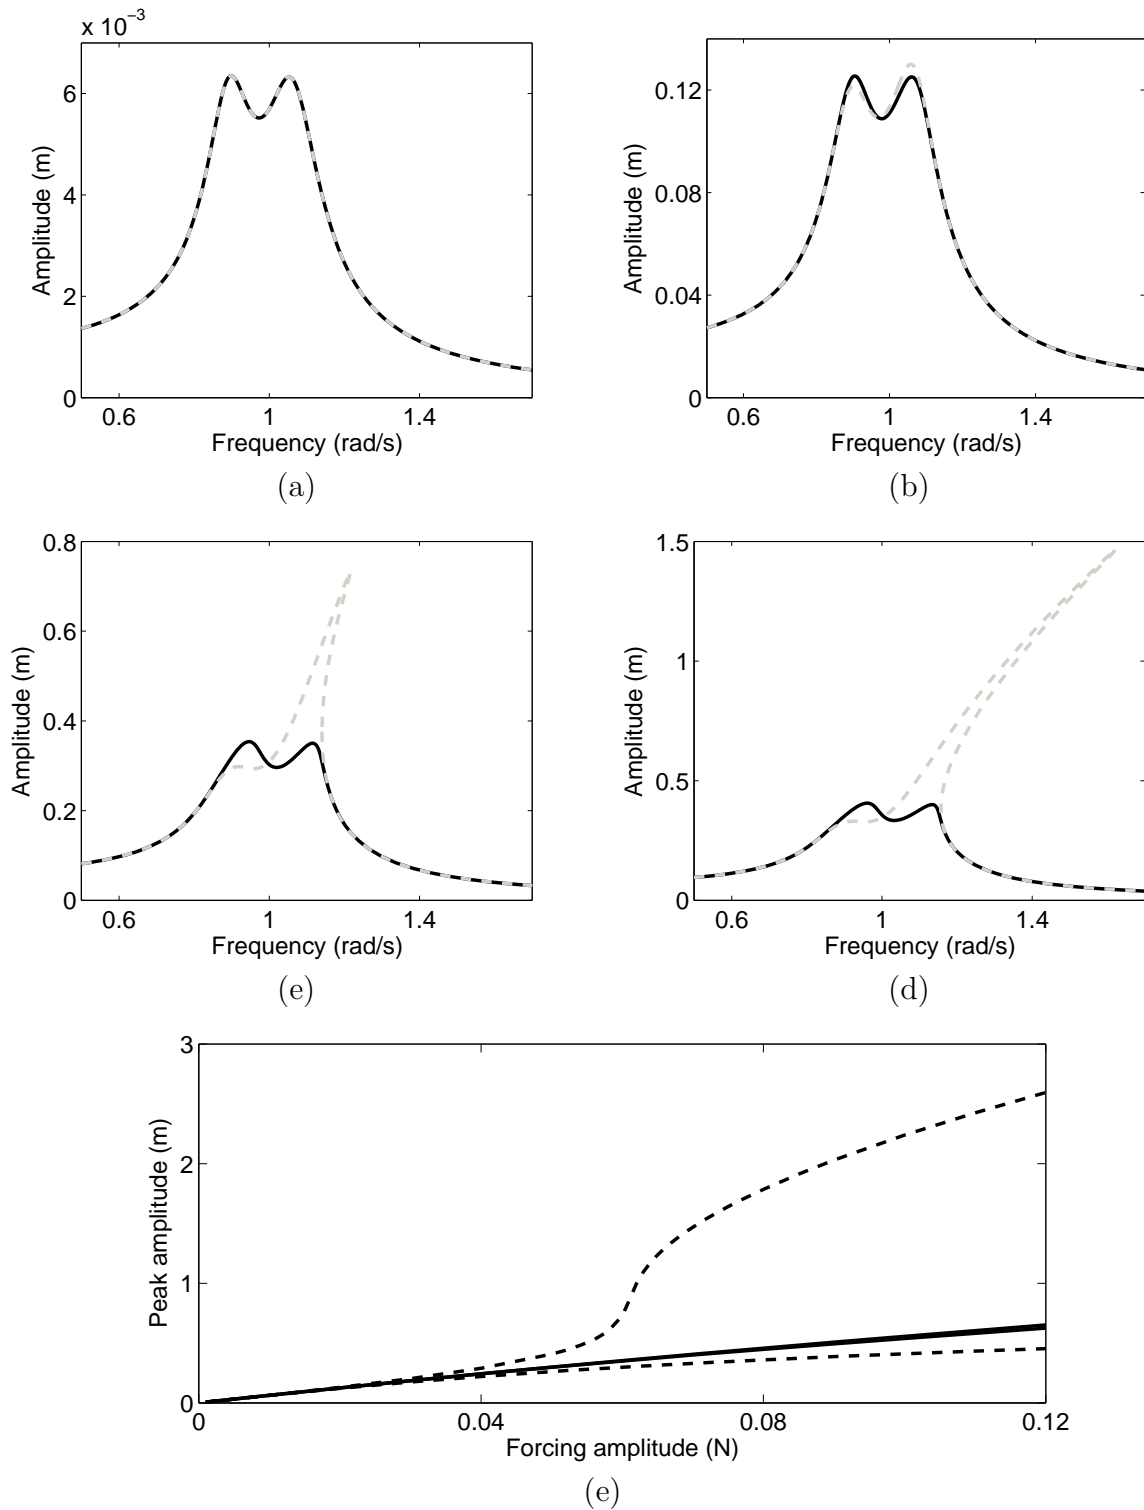 x 10⁻³
6
4
2
0
Amplitude (m)
0.6 1 1.4
Frequency (rad/s)
(a)
0.12
0.08
0.04
0
Amplitude (m)
0.6 1 1.4
Frequency (rad/s)
(b)
0.8
0.6
0.4
0.2
0
Amplitude (m)
0.6 1 1.4
Frequency (rad/s)
(e)
1.5
1
0.5
0
Amplitude (m)
0.6 1 1.4
Frequency (rad/s)
(d)
3
2
1
0
Peak amplitude (m)
0 0.04 0.08 0.12
Forcing amplitude (N)
(e)